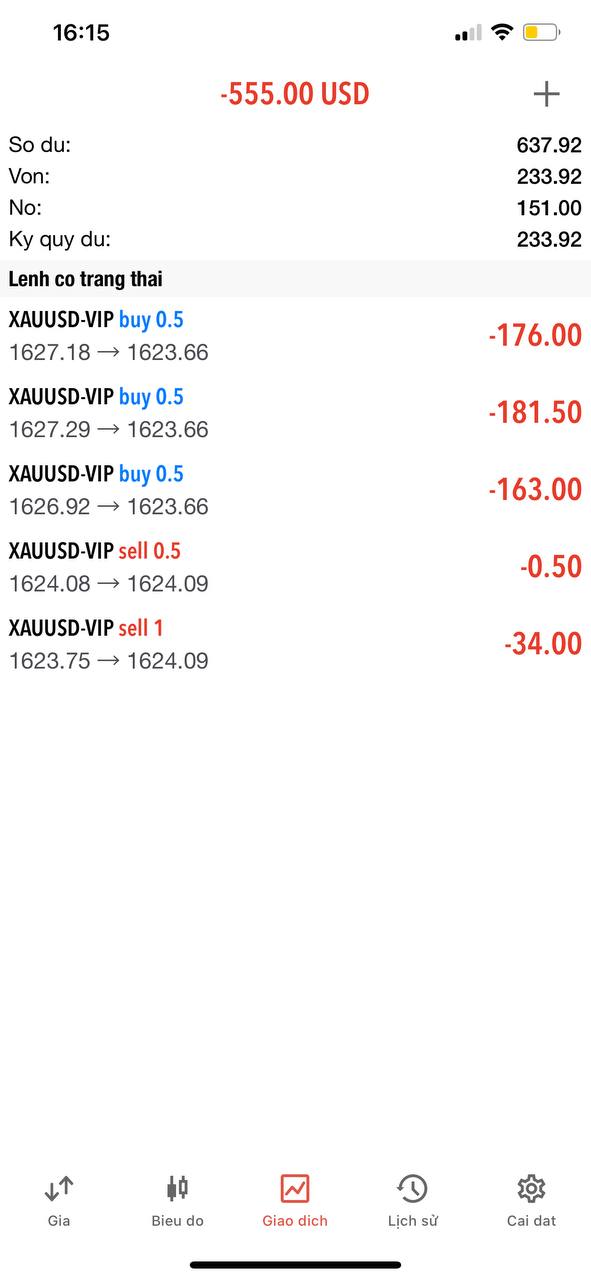 16:15
-555.00 USD
So du: 637.92
Von: 233.92
No: 151.00
Ky quy du: 233.92
Lenh co trang thai
XAUUSD-VIP buy 0.5
1627.18 → 1623.66
-176.00
XAUUSD-VIP buy 0.5
1627.29 → 1623.66
-181.50
XAUUSD-VIP buy 0.5
1626.92 → 1623.66
-163.00
XAUUSD-VIP sell 0.5
1624.08 → 1624.09
-0.50
XAUUSD-VIP sell 1
1623.75 → 1624.09
-34.00
Gia Bieu do Giao dich Lịch sử Cai dat